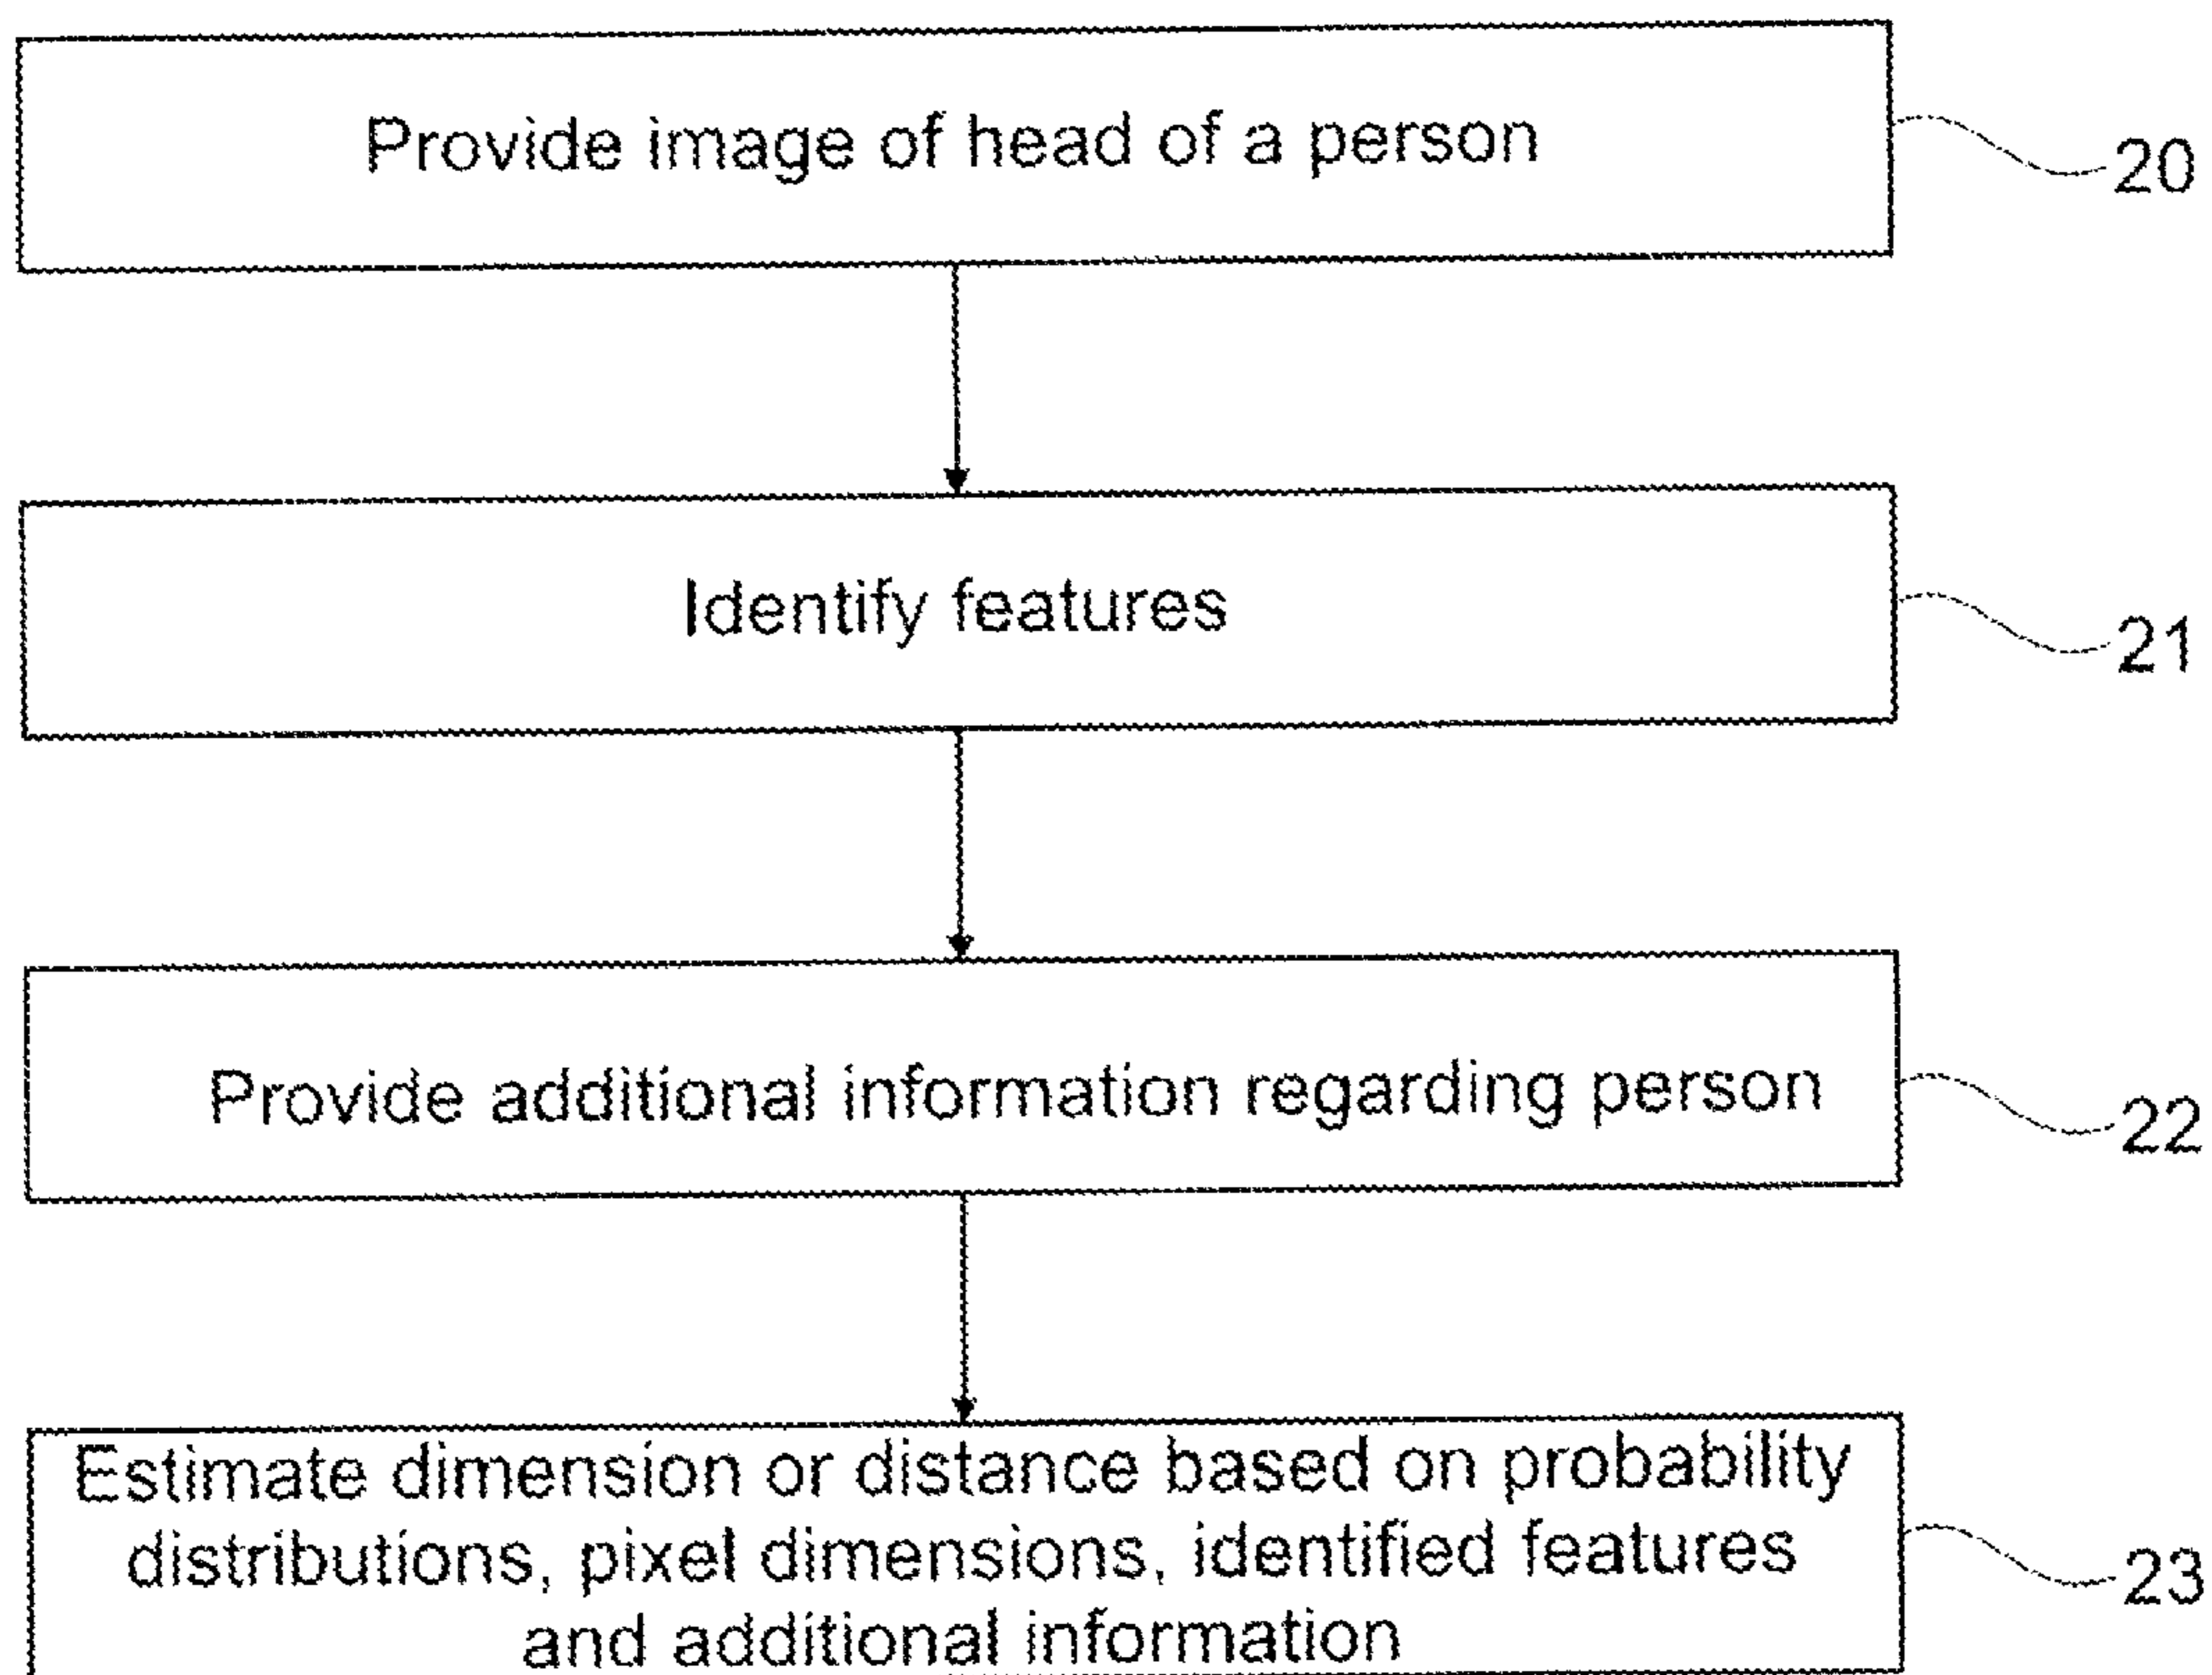 Provide image of head of a person
20
Identify features
21
Provide additional information regarding person
22
Estimate dimension or distance based on probability
distributions, pixel dimensions, identified features
and additional information
23